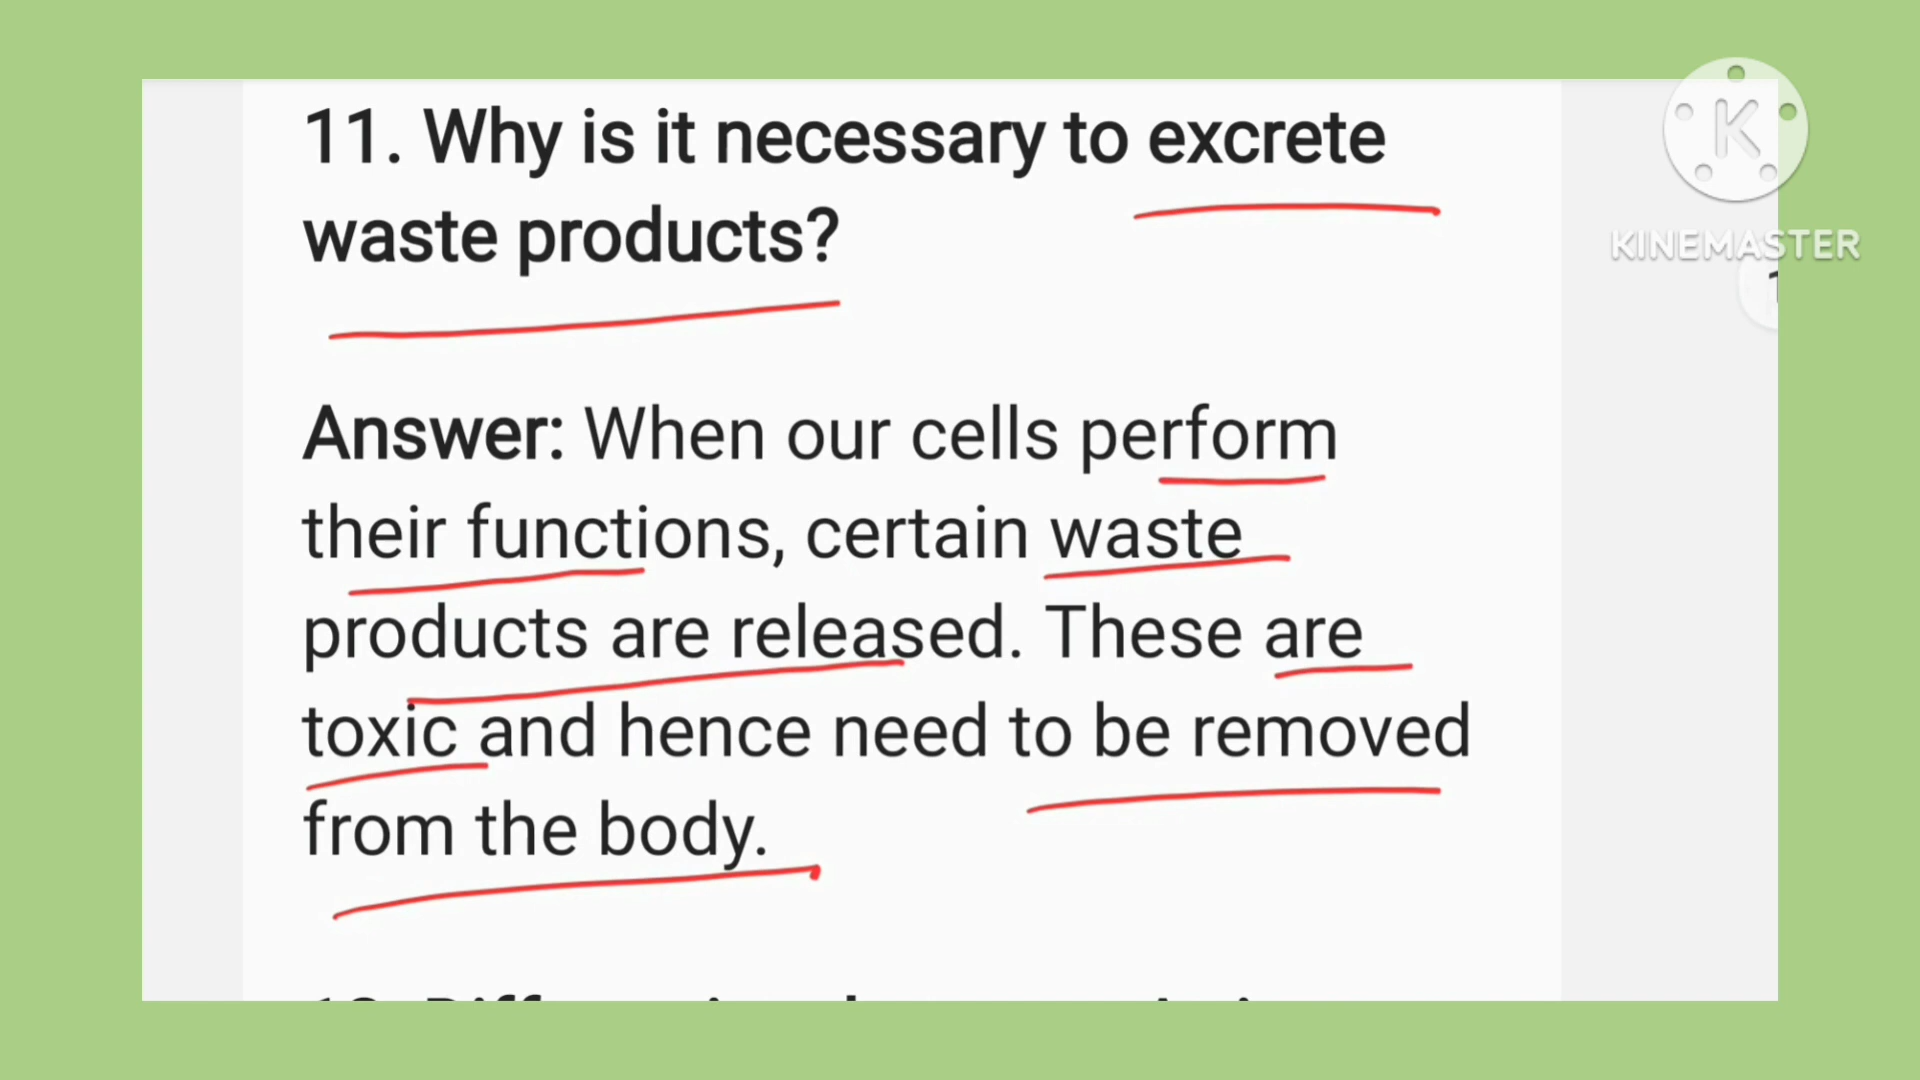 11. Why is it necessary to excrete
waste products?
K
KINEMASTER
Answer: When our cells perform
their functions, certain waste
products are released. These are
toxic and hence need to be removed
from the body.